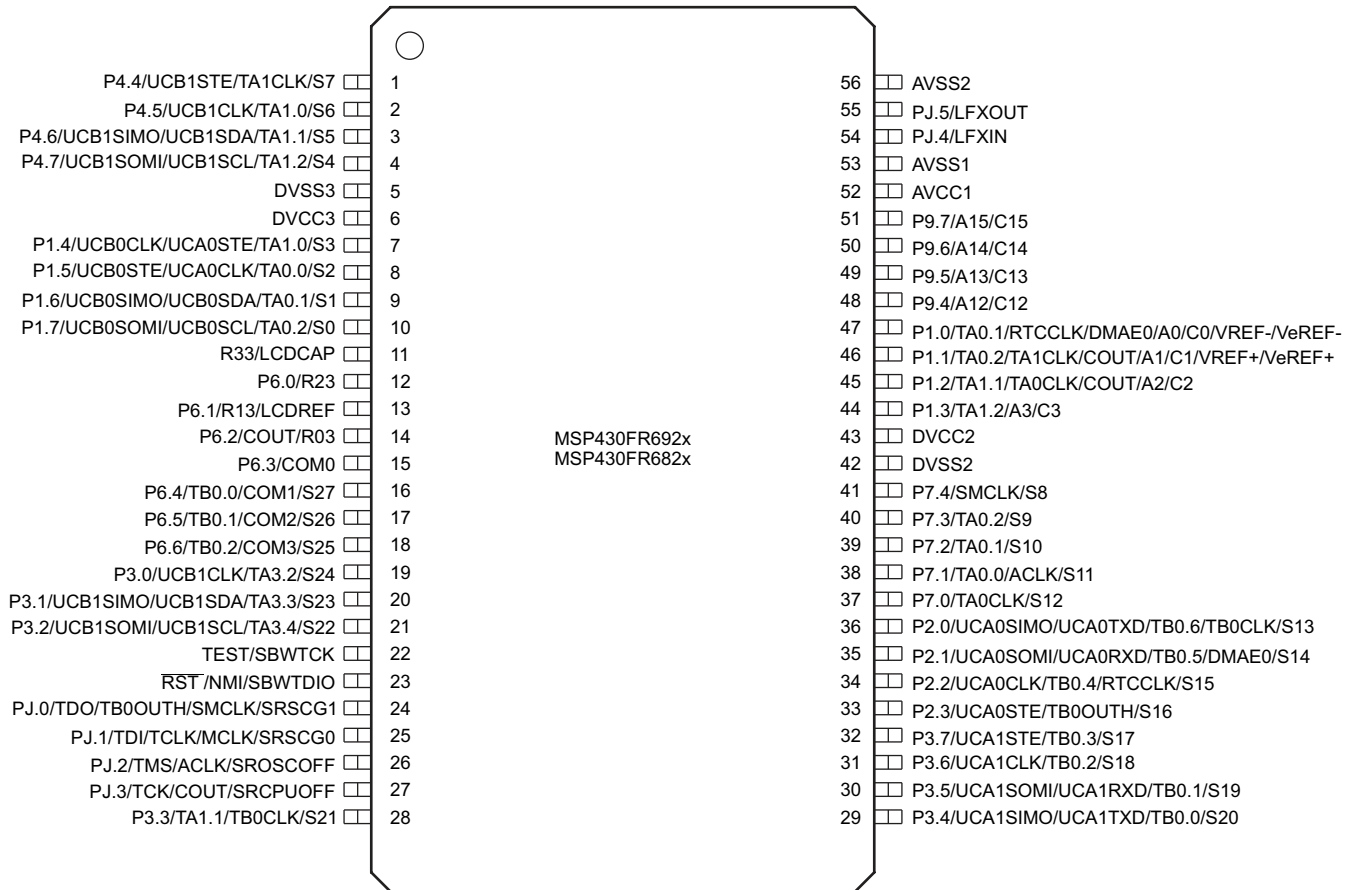 P4.4/UCB1STE/TA1CLK/S7 1
P4.5/UCB1CLK/TA1.0/S6 2
P4.6/UCB1SIMO/UCB1SDA/TA1.1/S5 3
P4.7/UCB1SOMI/UCB1SCL/TA1.2/S4 4
DVSS3 5
DVCC3 6
P1.4/UCB0CLK/UCA0STE/TA1.0/S3 7
P1.5/UCB0STE/UCA0CLK/TA0.0/S2 8
P1.6/UCB0SIMO/UCB0SDA/TA0.1/S1 9
P1.7/UCB0SOMI/UCB0SCL/TA0.2/S0 10
R33/LCDCAP 11
P6.0/R23 12
P6.1/R13/LCDREF 13
P6.2/COUT/R03 14
P6.3/COM0 15
P6.4/TB0.0/COM1/S27 16
P6.5/TB0.1/COM2/S26 17
P6.6/TB0.2/COM3/S25 18
P3.0/UCB1CLK/TA3.2/S24 19
P3.1/UCB1SIMO/UCB1SDA/TA3.3/S23 20
P3.2/UCB1SOMI/UCB1SCL/TA3.4/S22 21
TEST/SBWTCK 22
RST/NMI/SBWTDIO 23
PJ.0/TDO/TB0OUTH/SMCLK/SRSCG1 24
PJ.1/TDI/TCLK/MCLK/SRSCG0 25
PJ.2/TMS/ACLK/SROSCOFF 26
PJ.3/TCK/COUT/SRCPUOFF 27
P3.3/TA1.1/TB0CLK/S21 28
MSP430FR692x
MSP430FR682x
56 AVSS2
55 PJ.5/LFXOUT
54 PJ.4/LFXIN
53 AVSS1
52 AVCC1
51 P9.7/A15/C15
50 P9.6/A14/C14
49 P9.5/A13/C13
48 P9.4/A12/C12
47 P1.0/TA0.1/RTCCLK/DMAE0/A0/C0/VREF-/VeREF-
46 P1.1/TA0.2/TA1CLK/COUT/A1/C1/VREF+/VeREF+
45 P1.2/TA1.1/TA0CLK/COUT/A2/C2
44 P1.3/TA1.2/A3/C3
43 DVCC2
42 DVSS2
41 P7.4/SMCLK/S8
40 P7.3/TA0.2/S9
39 P7.2/TA0.1/S10
38 P7.1/TA0.0/ACLK/S11
37 P7.0/TA0CLK/S12
36 P2.0/UCA0SIMO/UCA0TXD/TB0.6/TB0CLK/S13
35 P2.1/UCA0SOMI/UCA0RXD/TB0.5/DMAE0/S14
34 P2.2/UCA0CLK/TB0.4/RTCCLK/S15
33 P2.3/UCA0STE/TB0OUTH/S16
32 P3.7/UCA1STE/TB0.3/S17
31 P3.6/UCA1CLK/TB0.2/S18
30 P3.5/UCA1SOMI/UCA1RXD/TB0.1/S19
29 P3.4/UCA1SIMO/UCA1TXD/TB0.0/S20